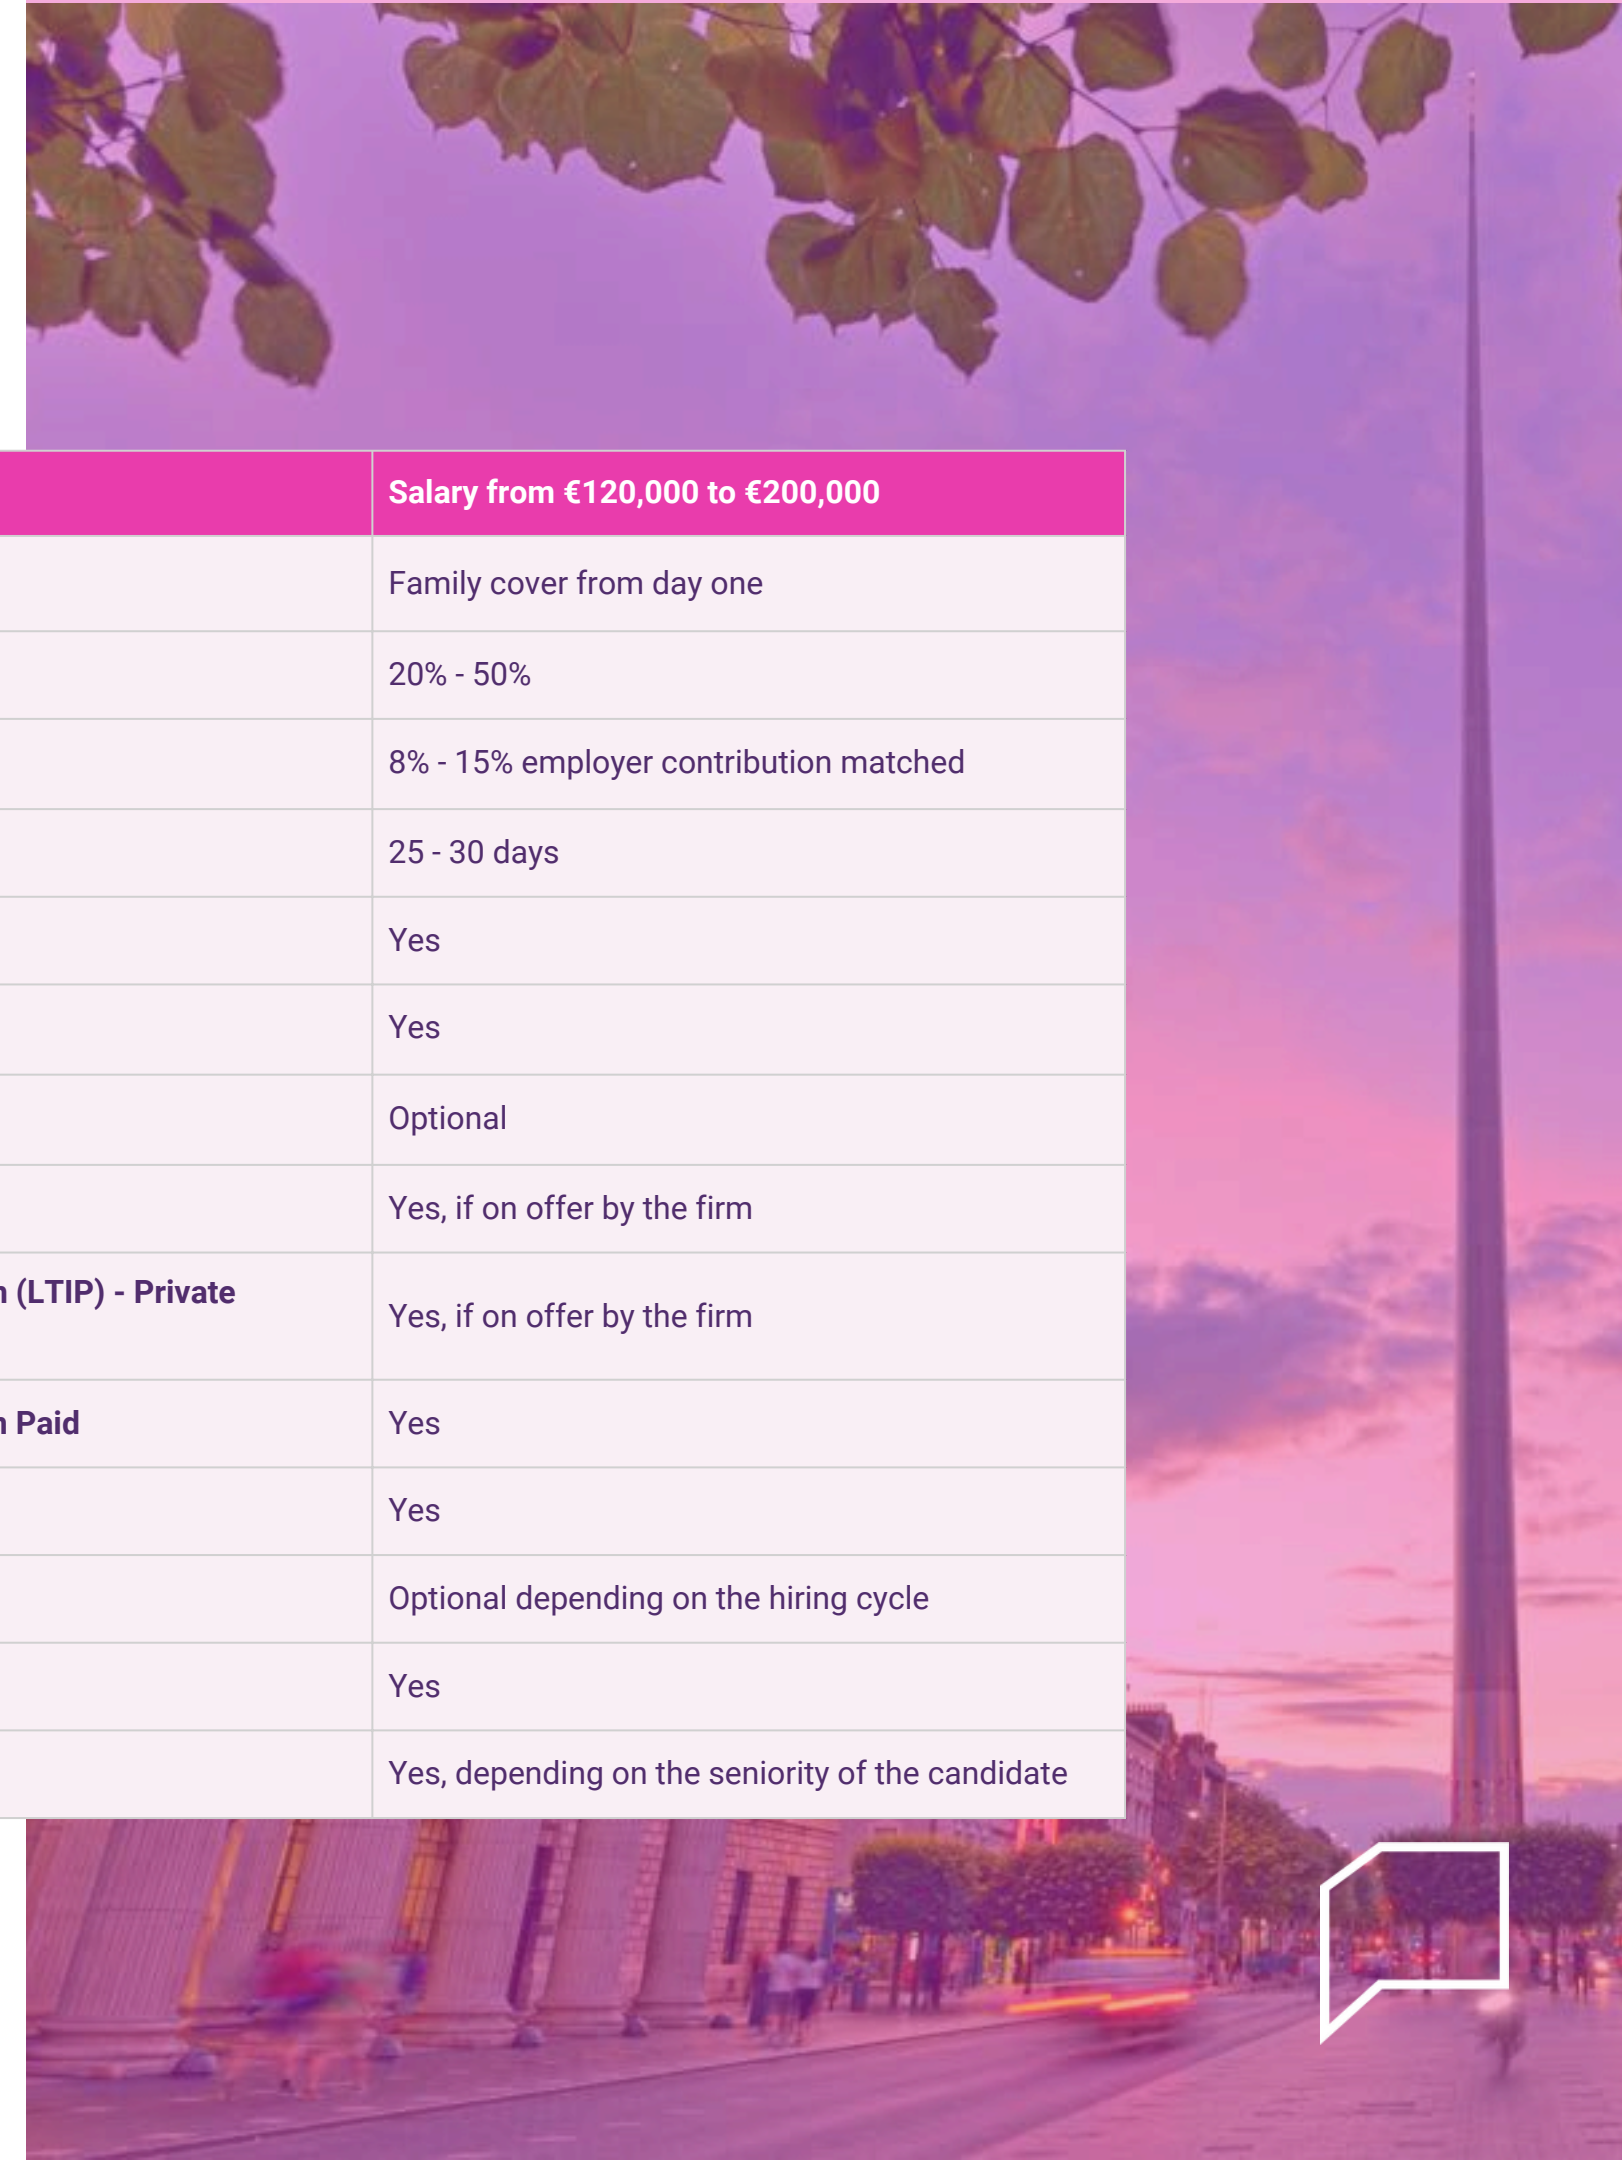 Salary from €120,000 to €200,000
Family cover from day one
20% - 50%
8% - 15% employer contribution matched
25 - 30 days
Yes
Yes
Optional
Yes, if on offer by the firm
(LTIP) - Private
Yes, if on offer by the firm
Paid
Yes
Yes
Optional depending on the hiring cycle
Yes
Yes, depending on the seniority of the candidate